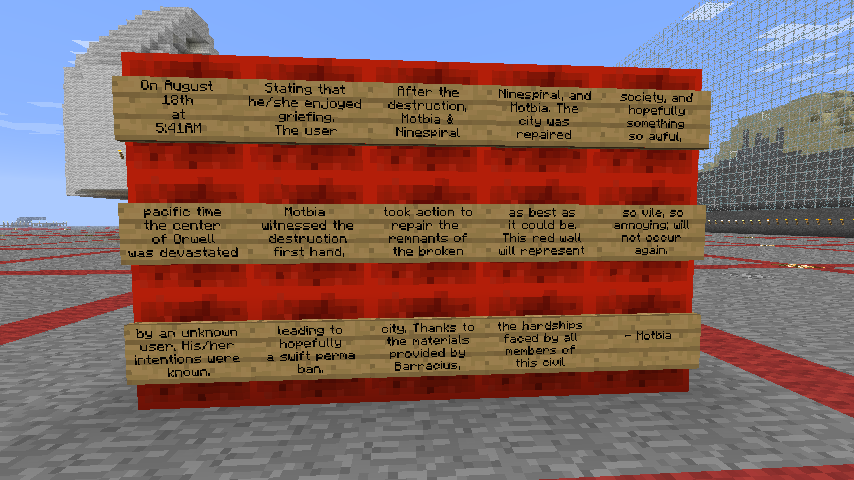 On August
18th
at
5:41AM
pacific time
the center
of Orwell
was devastated
by an unknown
user. His/her
intentions were
known.
Stating that
he/she enjoyed
griefing.
The user
Motbia
witnessed the
destruction
first hand,
leading to
hopefully
a swift perma
ban.
After the
destruction,
Motbia &
Ninespiral
took action to
repair the
remnants of
the broken
city. Thanks to
the materials
provided by
Barracius,
Ninespiral, and
Motbia. The
city was
repaired
as best as
it could be.
This red wall
will represent
the hardships
faced by all
members of
this civil
society, and
hopefully
something
so awful,
so vile, so
annoying; will
not occur
again.
- Motbia